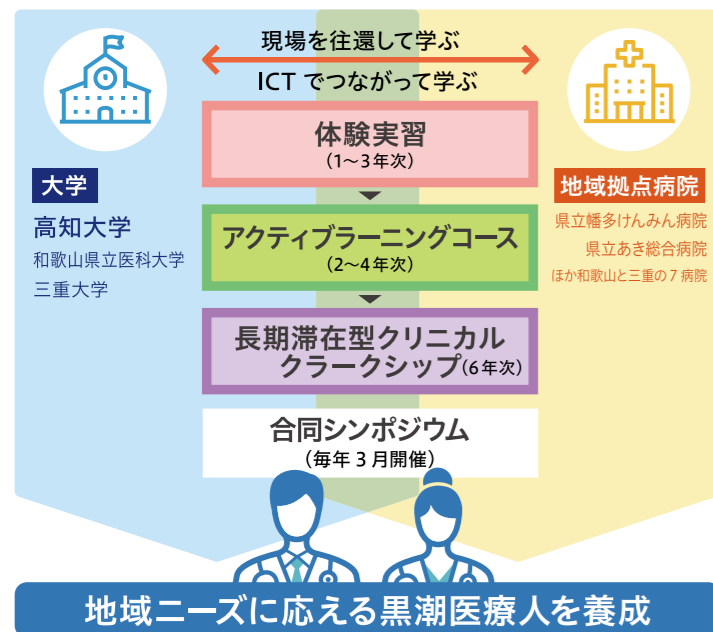 現場を往還して学ぶ
ICTでつながって学ぶ
大学
高知大学
和歌山県立医科大学
三重大学
体験実習
(1〜3年次)
アクティブラーニングコース
(2〜4年次)
長期滞在型クリニカル
クラークシップ(6年次)
合同シンポジウム
(毎年3月開催)
地域拠点病院
県立幡多けんみん病院
県立あき総合病院
ほか和歌山と三重の7病院
地域ニーズに応える黒潮医療人を養成